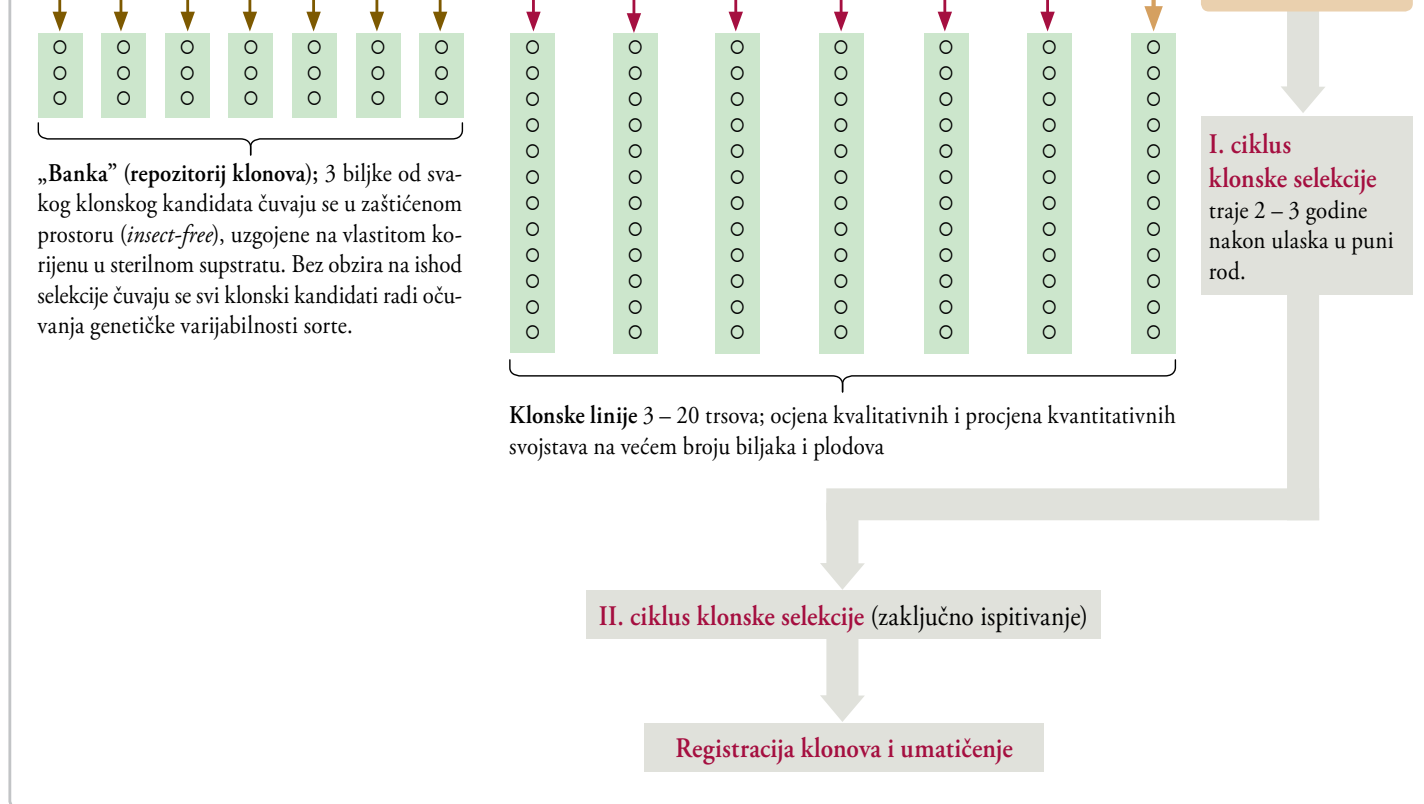 „Banka” (repozitorij klonova); 3 biljke od sva-
kog klonskog kandidata čuvaju se u zaštićenom
prostoru (insect-free), uzgojene na vlastitom ko-
rijenu u sterilnom supstratu. Bez obzira na ishod
selekcije čuvaju se svi klonski kandidati radi oču-
vanja genetičke varijabilnosti sorte.
Klonske linije 3 – 20 trsova; ocjena kvalitativnih i procjena kvantitativnih
svojstava na većem broju biljaka i plodova
I. ciklus
klonske selekcije
traje 2 – 3 godine
nakon ulaska u puni
rod.
II. ciklus klonske selekcije (zaključno ispitivanje)
Registracija klonova i umatičenje